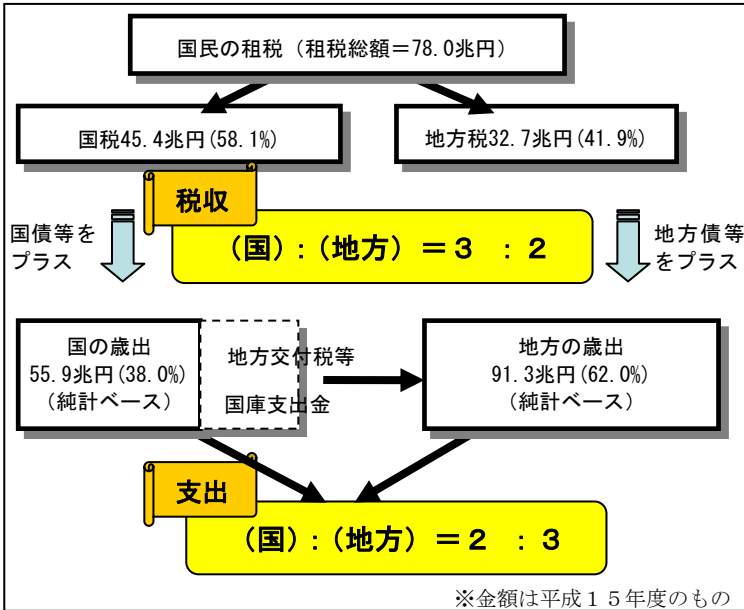 国民の租税（租税総額＝78.0兆円）
国税45.4兆円(58.1%)
地方税32.7兆円(41.9%)
税収
国債等を
プラス
（国）：（地方）＝３　：２
地方債等
をプラス
国の歳出
55.9兆円(38.0%)
（純計ベース）
地方交付税等
国庫支出金
地方の歳出
91.3兆円(62.0%)
（純計ベース）
支出
（国）：（地方）＝２　：３
※金額は平成１５年度のもの